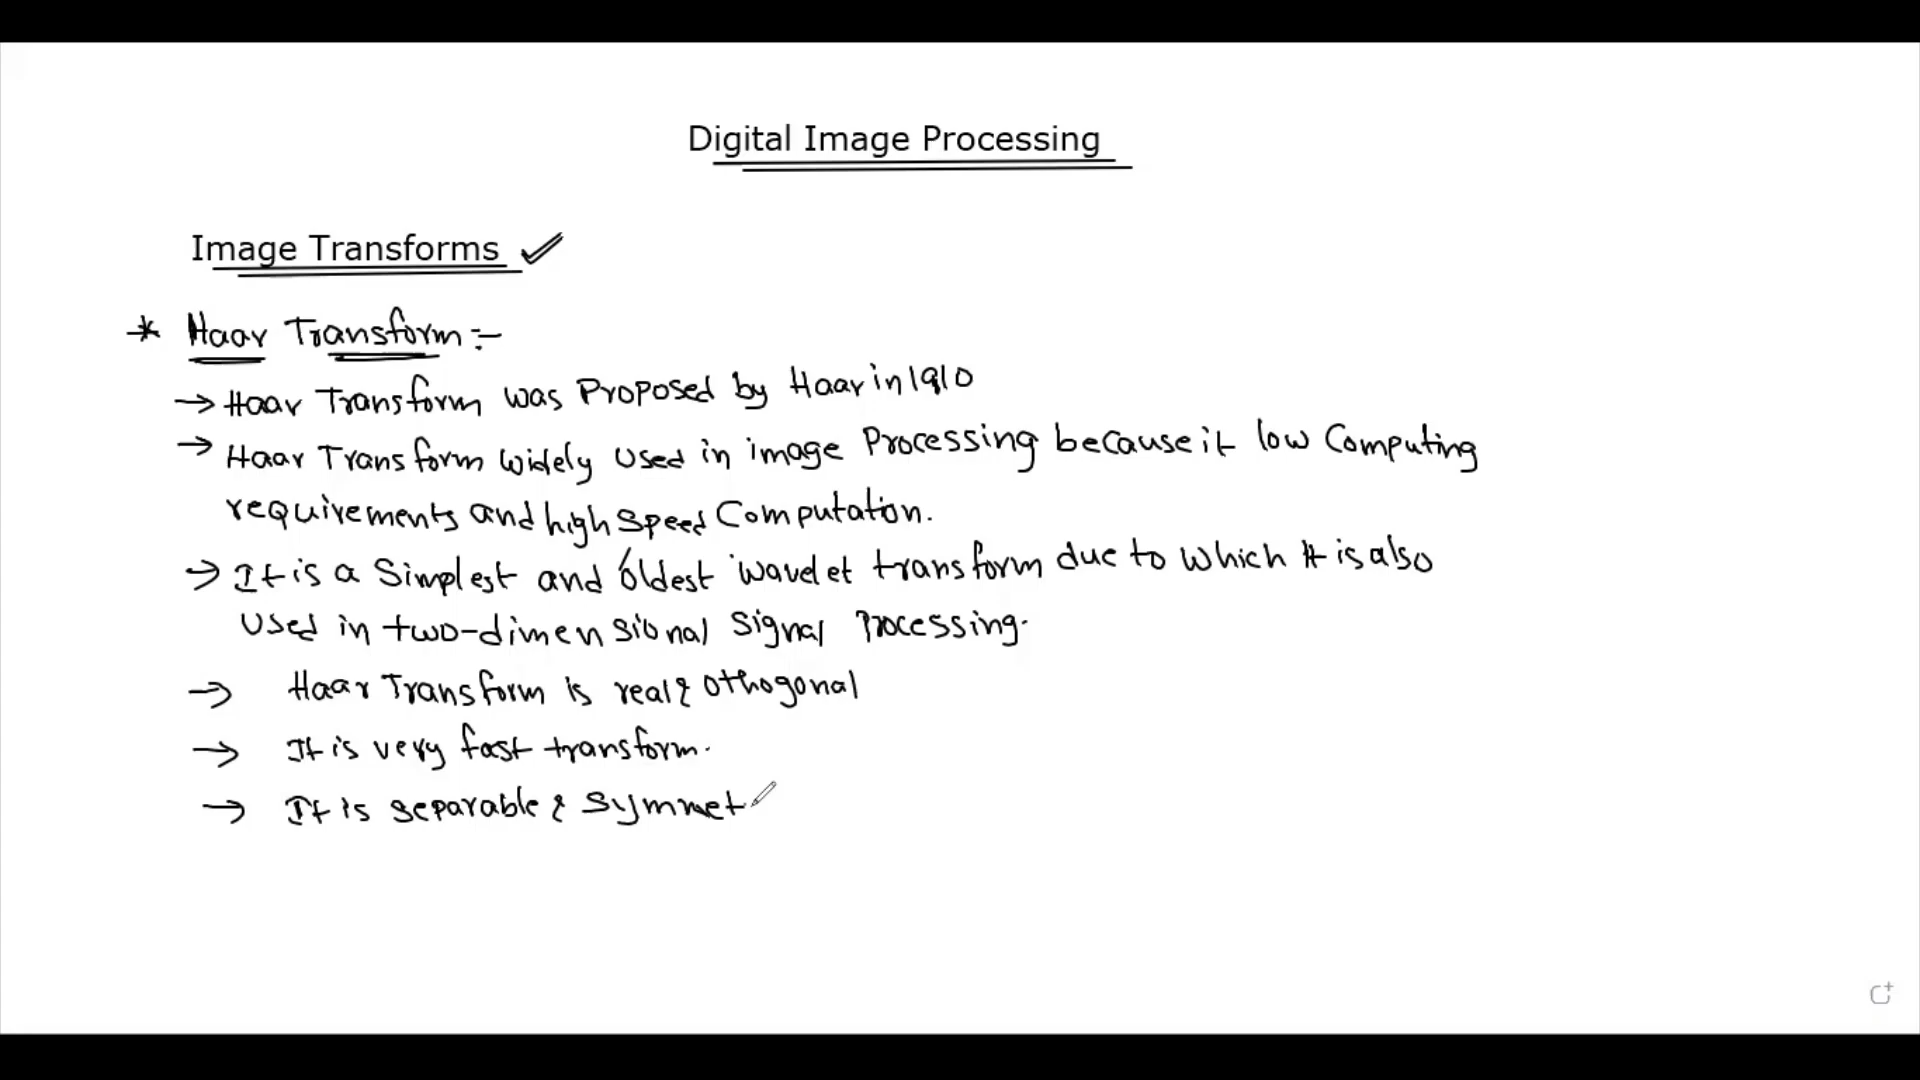 Digital Image Processing
Image Transforms ✓
* Haar Transform :-
→ Haar Transform was Proposed by Haar in 1910
→ Haar Transform widely used in image Processing because it low Computing
requirements and high speed Computation.
→ It is a Simplest and oldest wavelet transform due to which It is also
used in two-dimensional Signal Processing.
→ Haar Transform is real & Othogonal
→ It is very fast transform.
→ It is separable & Symmet